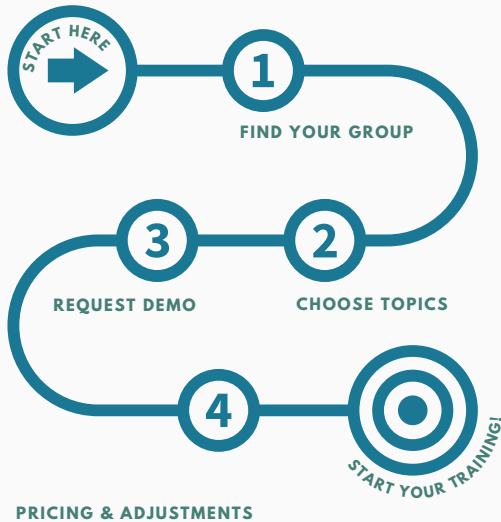 START HERE
1
FIND YOUR GROUP
3
2
REQUEST DEMO
CHOOSE TOPICS
4
START YOUR TRAINING!
PRICING & ADJUSTMENTS